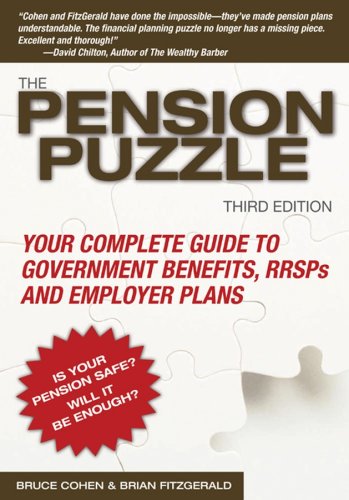 "Cohen and FitzGerald have done the impossible—they've made pension plans
understandable. The financial planning puzzle no longer has a missing piece.
Excellent and thorough!"
—David Chilton, Author of The Wealthy Barber
THE
PENSION
PUZZLE
THIRD EDITION
YOUR COMPLETE GUIDE TO
GOVERNMENT BENEFITS, RRSPs
AND EMPLOYER PLANS
IS YOUR
PENSION SAFE?
WILL IT
BE ENOUGH?
BRUCE COHEN & BRIAN FITZGERALD